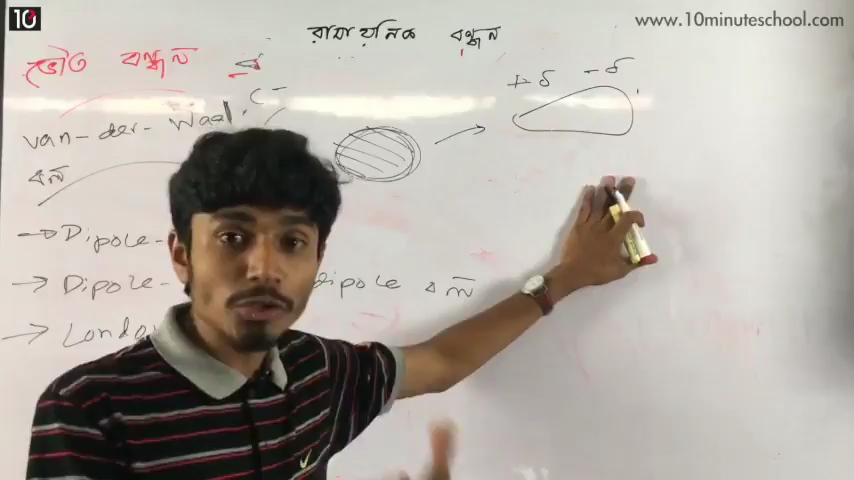 10
www.10minuteschool.com
রাসায়নিক বন্ধন
ভৌত বন্ধন
van-der-Waal
বল
+δ -δ
→ Dipole-
→ Dipole- dipole বল
→ London